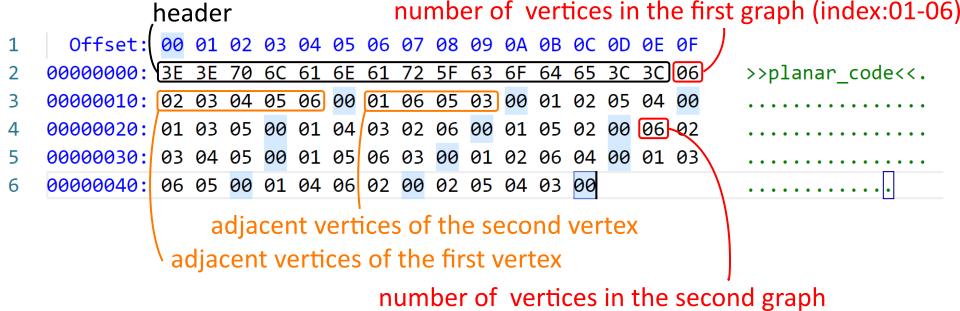 header
number of vertices in the first graph (index:01-06)
1 Offset: 00 01 02 03 04 05 06 07 08 09 0A 0B 0C 0D 0E 0F
2 00000000: 3E 3E 70 6C 61 6E 61 72 5F 63 6F 64 65 3C 3C 06 >>planar_code<<.
3 00000010: 02 03 04 05 06 00 01 06 05 03 00 01 02 05 04 00 ................
4 00000020: 01 03 05 00 01 04 03 02 06 00 01 05 02 00 06 02 ................
5 00000030: 03 04 05 00 01 05 06 03 00 01 02 06 04 00 01 03 ................
6 00000040: 06 05 00 01 04 06 02 00 02 05 04 03 00 .............
adjacent vertices of the second vertex
adjacent vertices of the first vertex
number of vertices in the second graph